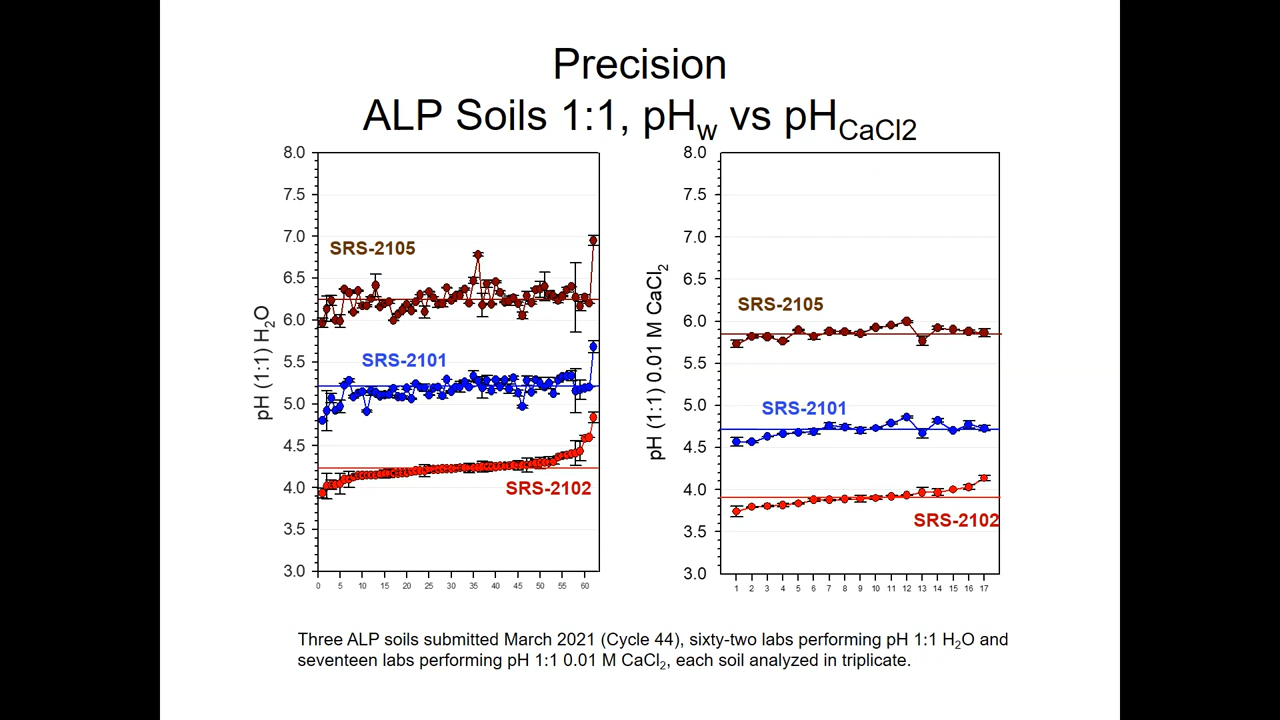 Precision
ALP Soils 1:1, pHw vs pHCaCl2
8.0
7.5
7.0
6.5
6.0
5.5
5.0
4.5
4.0
3.5
3.0
pH (1:1) H2O
SRS-2105
SRS-2101
SRS-2102
0 5 10 15 20 25 30 35 40 45 50 55 60
8.0
7.5
7.0
6.5
6.0
5.5
5.0
4.5
4.0
3.5
3.0
pH (1:1) 0.01 M CaCl2
SRS-2105
SRS-2101
SRS-2102
1 2 3 4 5 6 7 8 9 10 11 12 13 14 15 16 17
Three ALP soils submitted March 2021 (Cycle 44), sixty-two labs performing pH 1:1 H2O and
seventeen labs performing pH 1:1 0.01 M CaCl2, each soil analyzed in triplicate.